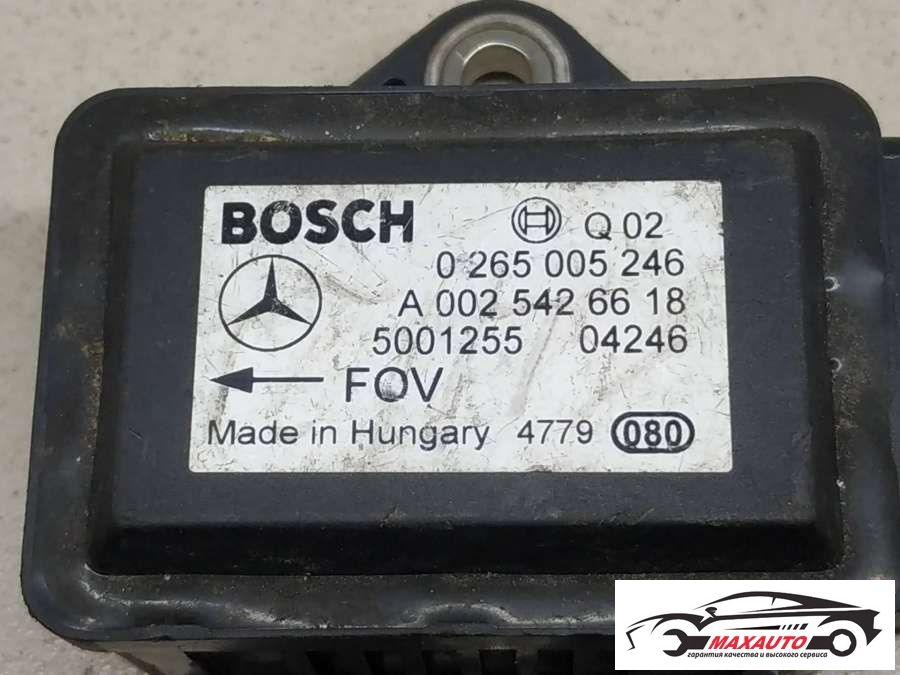 BOSCH Q 02
0 265 005 246
A 002 542 66 18
5001255 04246
FOV
Made in Hungary 4779 080
MAXAUTO
гарантия качества и высокого сервиса